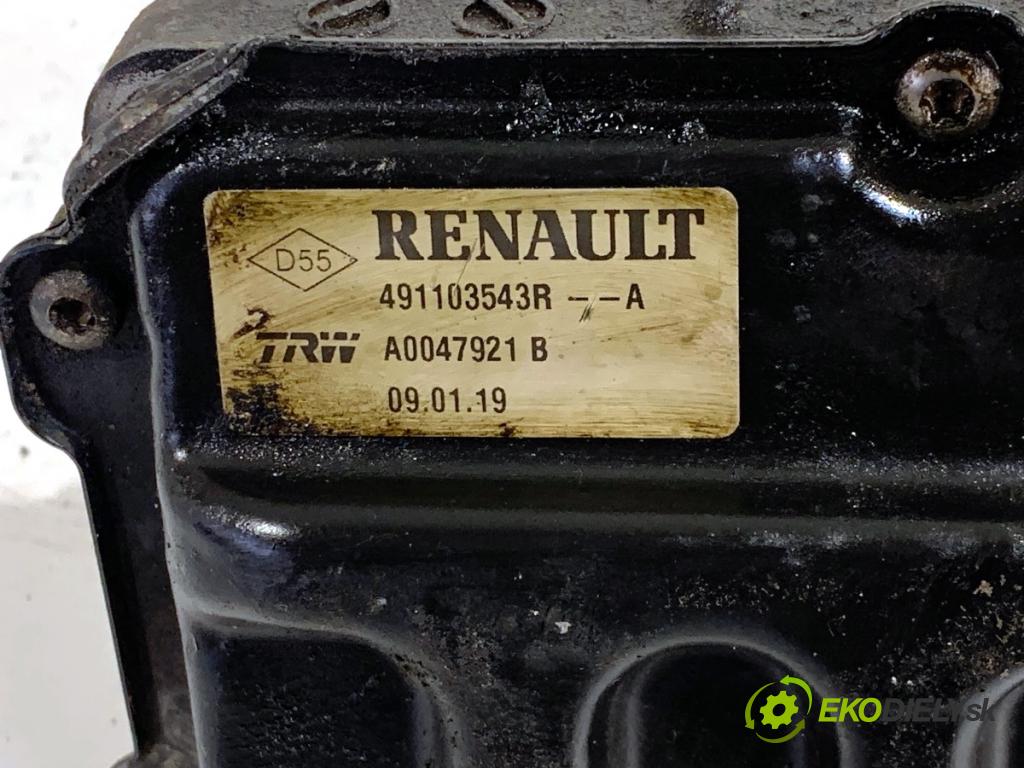 D55 RENAULT
491103543R --A
TRW A0047921 B
09.01.19
EKODIELY.sk